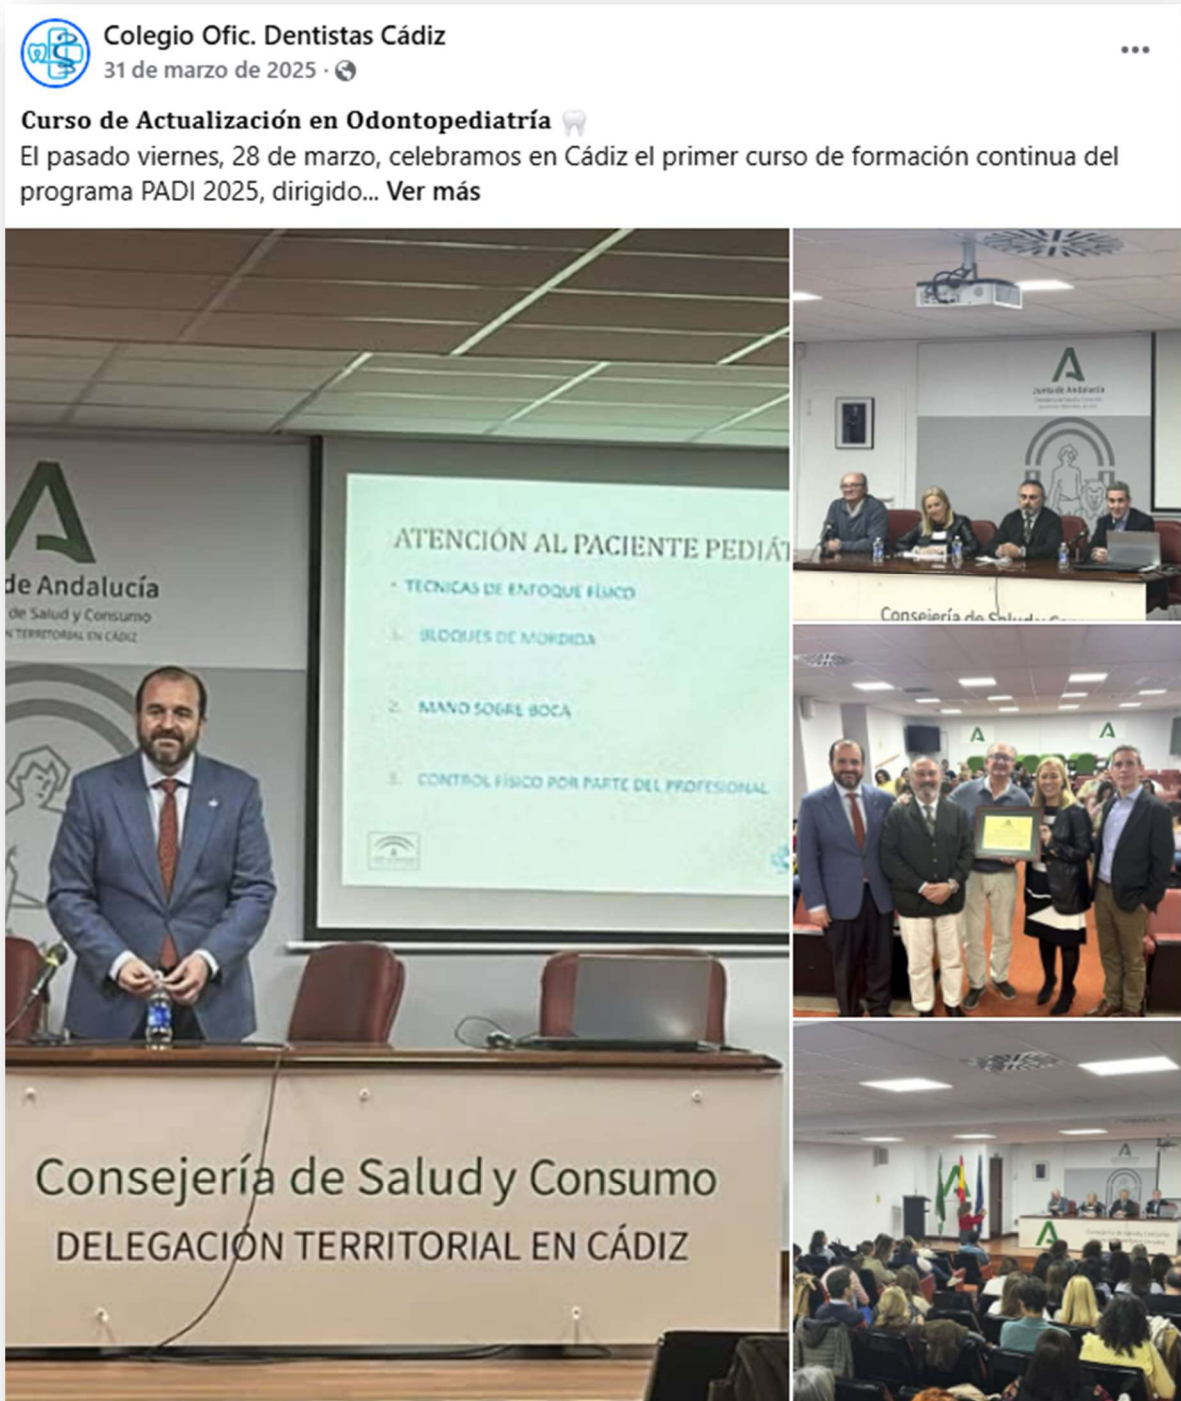 Colegio Ofic. Dentistas Cádiz
31 de marzo de 2025 ·
Curso de Actualización en Odontopediatría
El pasado viernes, 28 de marzo, celebramos en Cádiz el primer curso de formación continua del
programa PADI 2025, dirigido... Ver más
de Andalucía
de Salud y Consumo
N TERRITORIAL EN CÁDIZ
ATENCIÓN AL PACIENTE PEDIÁT
• TECNICAS DE ENFOQUE FÍSICO
1. BLOQUES DE MORDIDA
2. MANO SOBRE BOCA
3. CONTROL FÍSICO POR PARTE DEL PROFESIONAL
Consejería de Salud y Consumo
DELEGACIÓN TERRITORIAL EN CÁDIZ
Junta de Andalucía
Consejería de Salud y